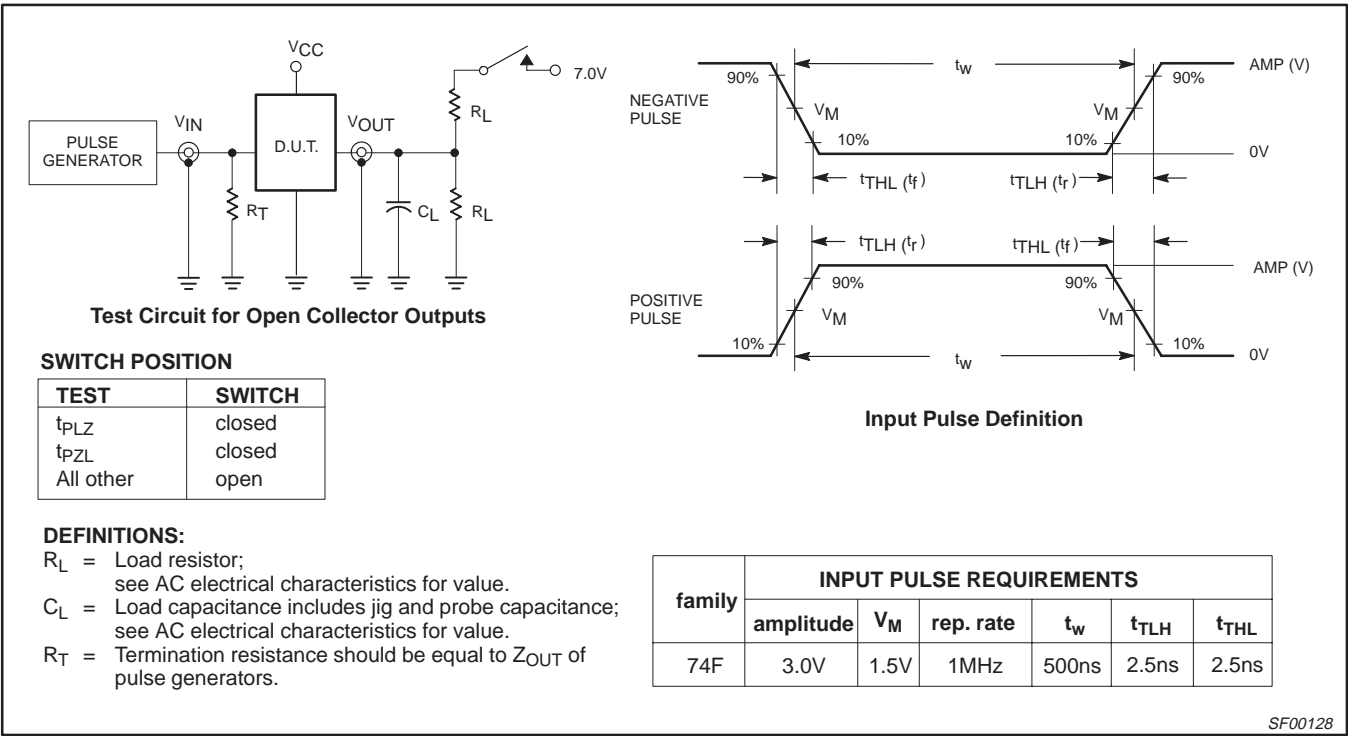 VCC
7.0V
RL
VIN
VOUT
PULSE
GENERATOR
D.U.T.
RT
CL
RL
Test Circuit for Open Collector Outputs
SWITCH POSITION
TEST SWITCH
tPLZ closed
tPZL closed
All other open
DEFINITIONS:
RL = Load resistor;
see AC electrical characteristics for value.
CL = Load capacitance includes jig and probe capacitance;
see AC electrical characteristics for value.
RT = Termination resistance should be equal to ZOUT of
pulse generators.
NEGATIVE
PULSE
90% tw 90% AMP (V)
VM VM
10% 10% 0V
tTHL (tf) tTLH (tr)
tTLH (tr) tTHL (tf)
AMP (V)
90% 90%
POSITIVE
PULSE
VM VM
10% tw 10% 0V
Input Pulse Definition
family INPUT PULSE REQUIREMENTS
amplitude VM rep. rate tw tTLH tTHL
74F 3.0V 1.5V 1MHz 500ns 2.5ns 2.5ns
SF00128